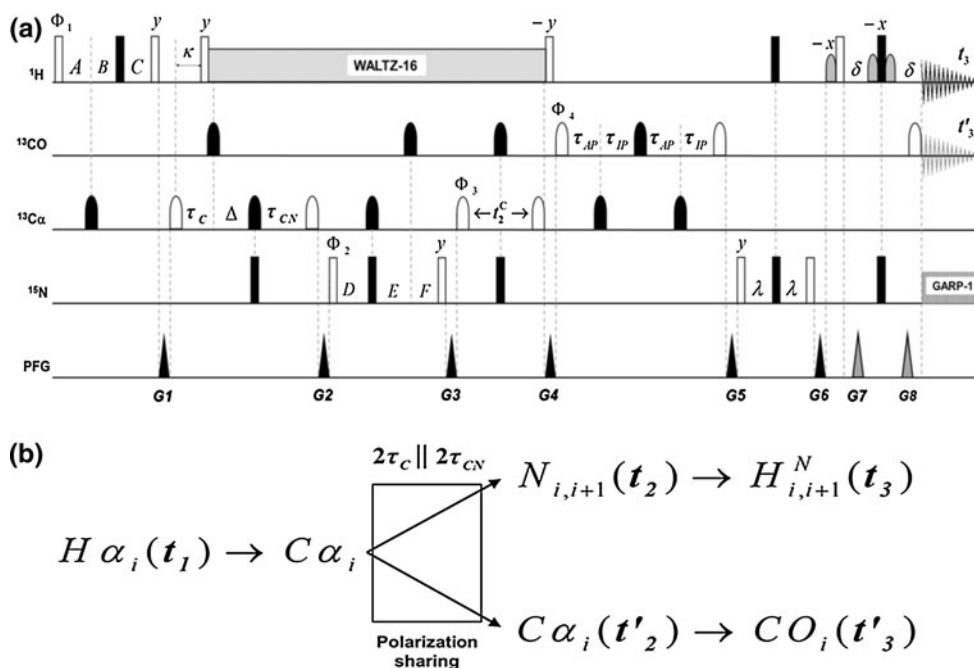 (a)
Φ1 y y − y − x − x
A B C κ WALTZ-16 δ δ t3
1H
Φ4
τAP τIP τAP τIP t'3
13CO
Φ3
τC Δ τCN ←t2C→
13Cα
Φ2 y y
D E F λ λ GARP-1
15N
PFG
G1 G2 G3 G4 G5 G6 G7 G8
(b)
2τC || 2τCN
Ni,i+1(t2) → HNi,i+1(t3)
Hαi(t1) → Cαi
Cαi(t'2) → COi(t'3)
Polarization
sharing